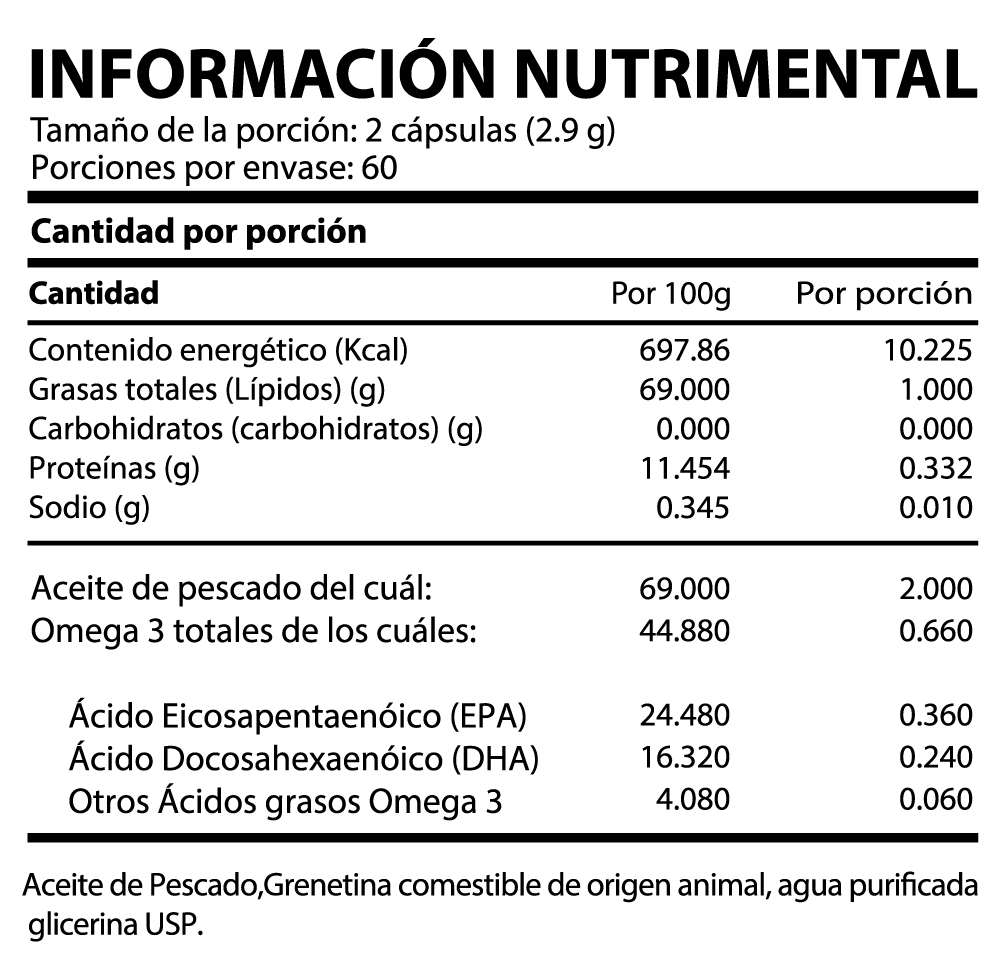 INFORMACIÓN NUTRIMENTAL
Tamaño de la porción: 2 cápsulas (2.9 g)
Porciones por envase: 60
Cantidad por porción
Cantidad Por 100g Por porción
Contenido energético (Kcal) 697.86 10.225
Grasas totales (Lípidos) (g) 69.000 1.000
Carbohidratos (carbohidratos) (g) 0.000 0.000
Proteínas (g) 11.454 0.332
Sodio (g) 0.345 0.010
Aceite de pescado del cuál: 69.000 2.000
Omega 3 totales de los cuáles: 44.880 0.660
Ácido Eicosapentaenóico (EPA) 24.480 0.360
Ácido Docosahexaenóico (DHA) 16.320 0.240
Otros Ácidos grasos Omega 3 4.080 0.060
Aceite de Pescado,Grenetina comestible de origen animal, agua purificada
glicerina USP.